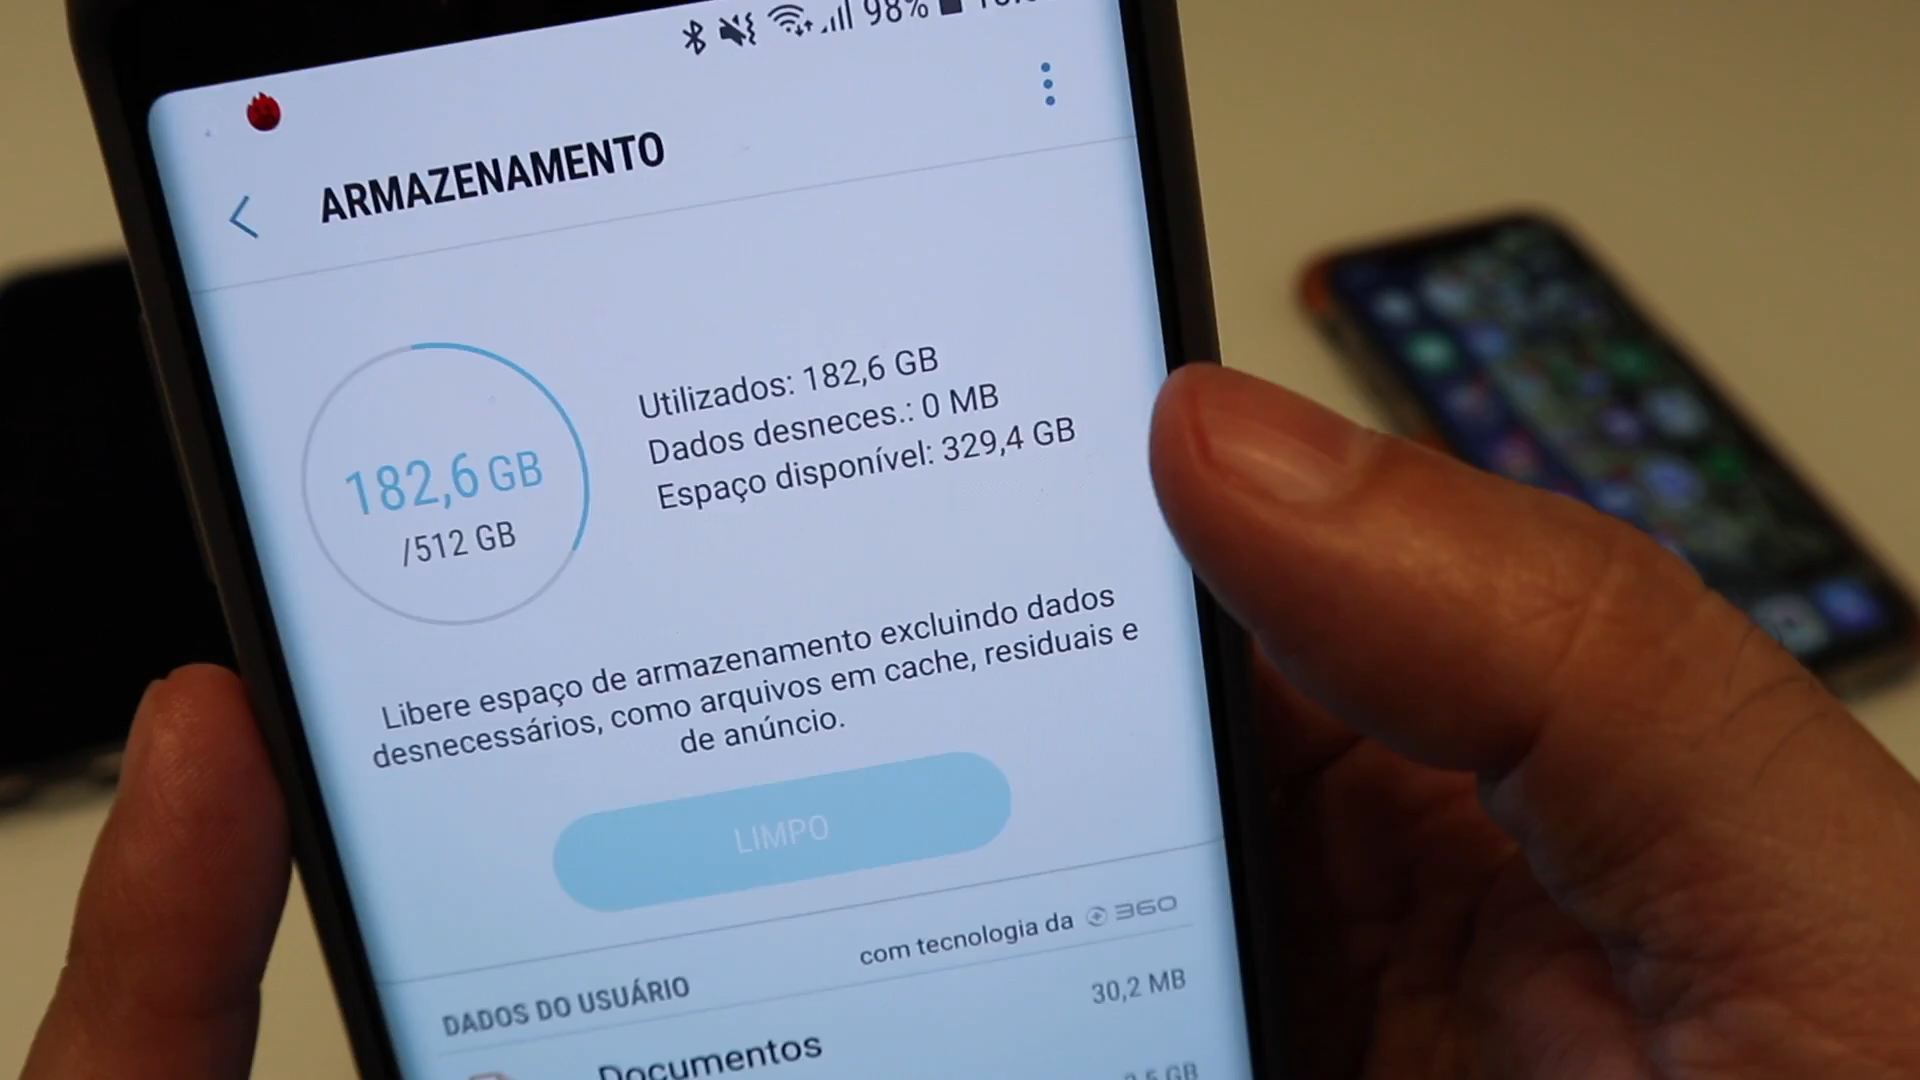 98%
ARMAZENAMENTO
182,6 GB
/512 GB
Utilizados: 182,6 GB
Dados desneces.: 0 MB
Espaço disponível: 329,4 GB
Libere espaço de armazenamento excluindo dados
desnecessários, como arquivos em cache, residuais e
de anúncio.
LIMPO
com tecnologia da 360
DADOS DO USUÁRIO
30,2 MB
Documentos